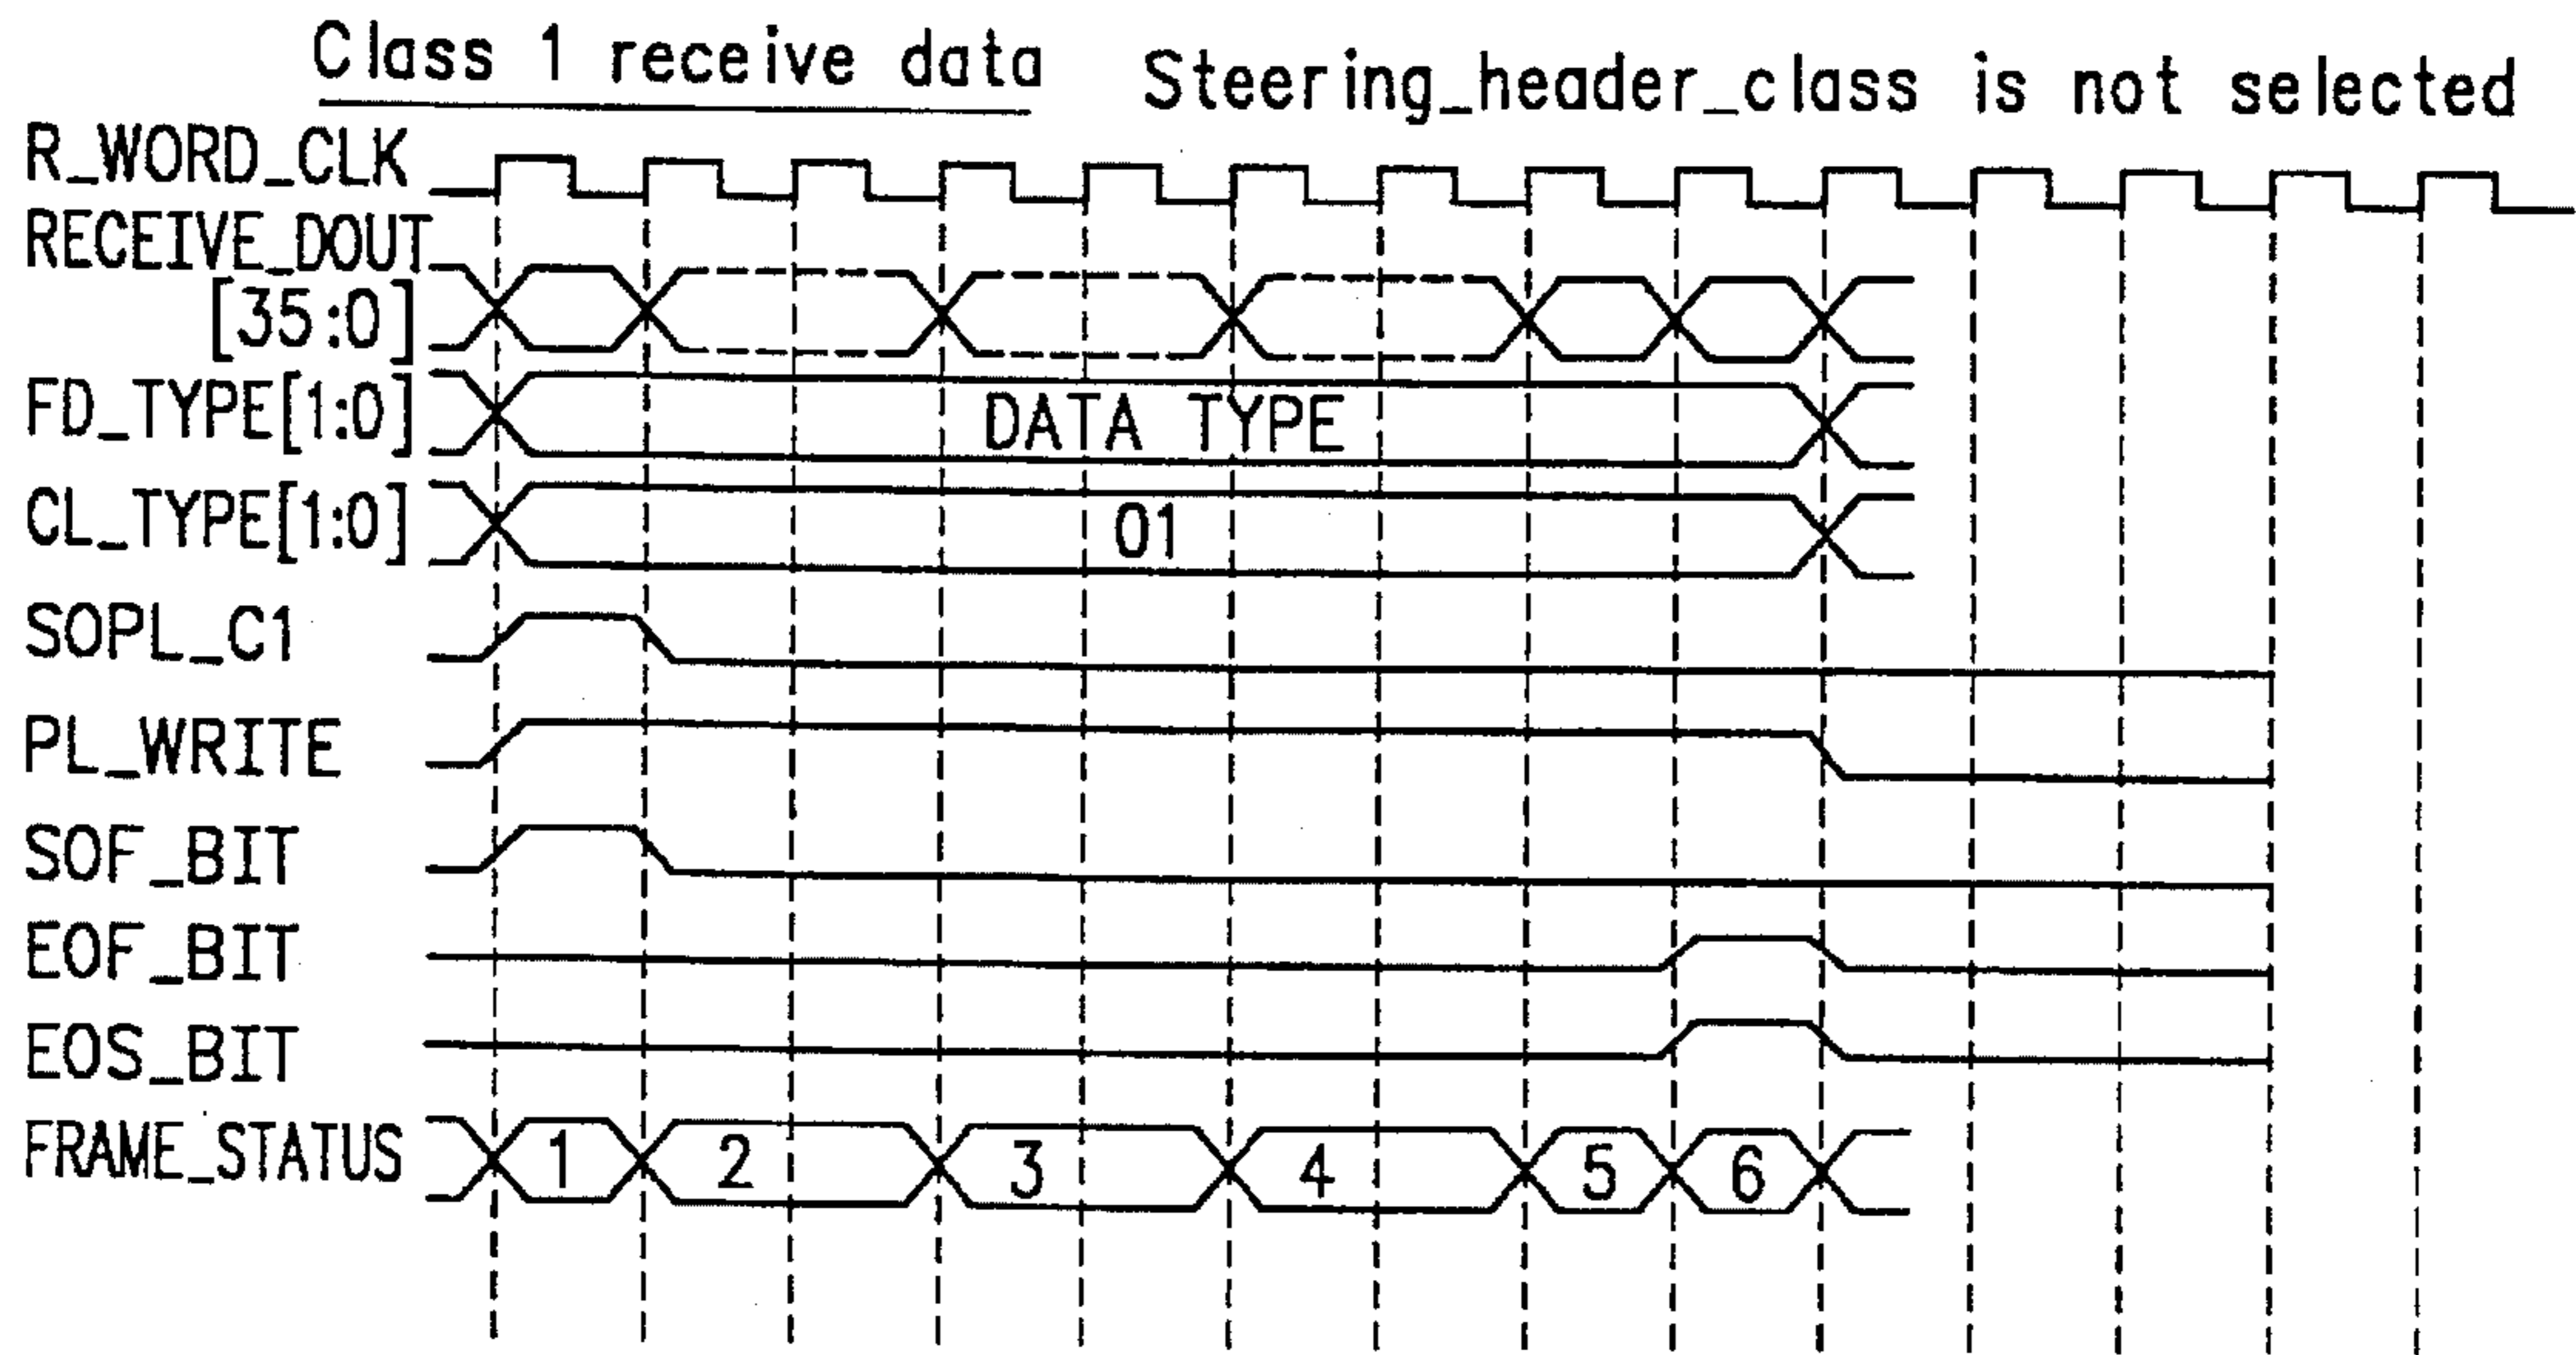 Class 1 receive data Steering_header_class is not selected
R_WORD_CLK
RECEIVE_DOUT
[35:0]
FD_TYPE[1:0] DATA TYPE
CL_TYPE[1:0] 01
SOPL_C1
PL_WRITE
SOF_BIT
EOF_BIT
EOS_BIT
FRAME_STATUS 1 2 3 4 5 6